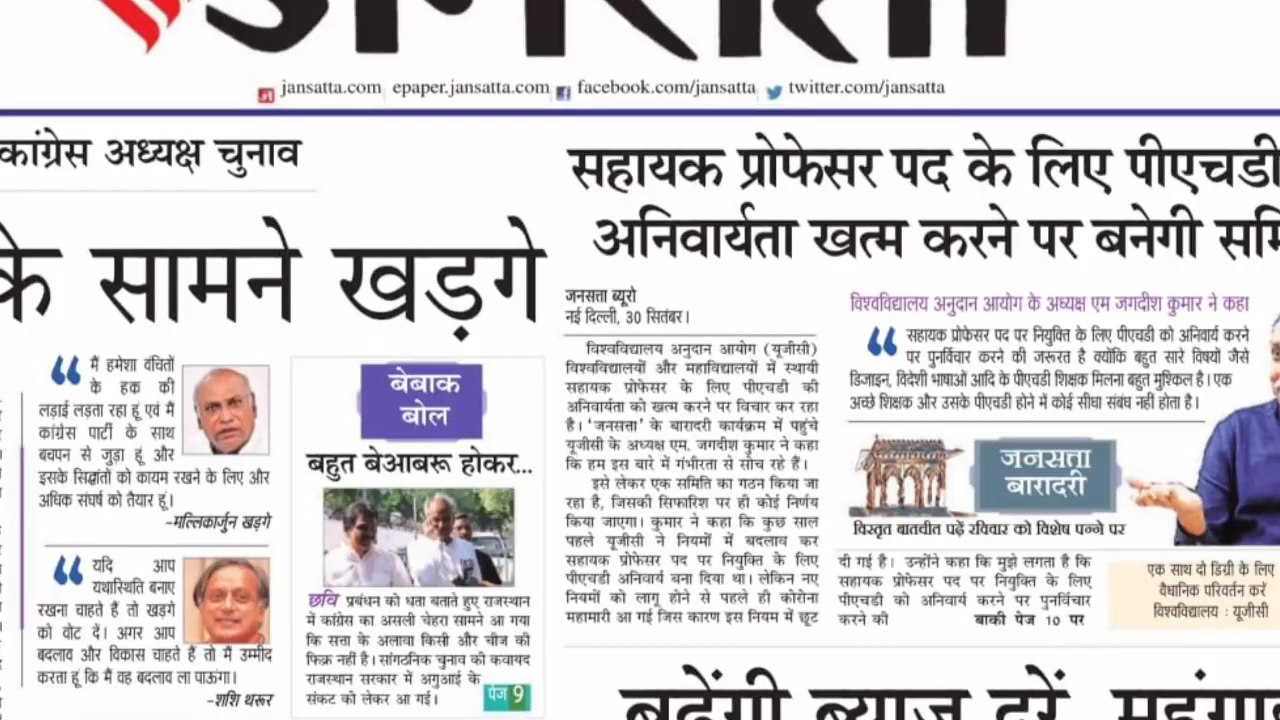 jansatta.com epaper.jansatta.com facebook.com/jansatta twitter.com/jansatta
कांग्रेस अध्यक्ष चुनाव
के सामने खड़गे
मैं हमेशा वंचितों
के हक की
लड़ाई लड़ता रहा हूं एवं मैं
कांग्रेस पार्टी के साथ
बचपन से जुड़ा हूं और
इसके सिद्धांतों को कायम रखने के लिए और
अधिक संघर्ष को तैयार हूं।
-मल्लिकार्जुन खड़गे
यदि आप
यथास्थिति बनाए
रखना चाहते हैं तो खड़गे
को वोट दें। अगर आप
बदलाव और विकास चाहते हैं तो मैं उम्मीद
करता हूं कि मैं वह बदलाव ला पाऊंगा।
-शशि थरूर
बेबाक
बोल
बहुत बेआबरू होकर...
छवि प्रबंधन को धता बताते हुए राजस्थान
में कांग्रेस का असली चेहरा सामने आ गया
कि सत्ता के अलावा किसी और चीज की
फिक्र नहीं है। सांगठनिक चुनाव की कवायद
राजस्थान सरकार में अगुआई के
संकट को लेकर आ गई।
पेज 9
सहायक प्रोफेसर पद के लिए पीएचडी
अनिवार्यता खत्म करने पर बनेगी
जनसत्ता ब्यूरो
नई दिल्ली, 30 सितंबर।
विश्वविद्यालय अनुदान आयोग (यूजीसी)
विश्वविद्यालयों और महाविद्यालयों में स्थायी
सहायक प्रोफेसर के लिए पीएचडी की
अनिवार्यता को खत्म करने पर विचार कर रहा
है। 'जनसत्ता' के बारादरी कार्यक्रम में पहुंचे
यूजीसी के अध्यक्ष एम. जगदीश कुमार ने कहा
कि हम इस बारे में गंभीरता से सोच रहे हैं।
इसे लेकर एक समिति का गठन किया जा
रहा है, जिसकी सिफारिश पर ही कोई निर्णय
किया जाएगा। कुमार ने कहा कि कुछ साल
पहले यूजीसी ने नियमों में बदलाव कर
सहायक प्रोफेसर पद पर नियुक्ति के लिए
पीएचडी अनिवार्य बना दिया था। लेकिन नए
नियमों को लागू होने से पहले ही कोरोना
महामारी आ गई जिस कारण इस नियम में छूट
विश्वविद्यालय अनुदान आयोग के अध्यक्ष एम जगदीश कुमार ने कहा
सहायक प्रोफेसर पद पर नियुक्ति के लिए पीएचडी को अनिवार्य करने
पर पुनर्विचार करने की जरूरत है क्योंकि बहुत सारे विषयों जैसे
डिजाइन, विदेशी भाषाओं आदि के पीएचडी शिक्षक मिलना बहुत मुश्किल है। एक
अच्छे शिक्षक और उसके पीएचडी होने में कोई सीधा संबंध नहीं होता है।
जनसत्ता
बारादरी
विस्तृत बातचीत पढ़ें रविवार को विशेष पन्ने पर
दी गई है। उन्होंने कहा कि मुझे लगता है कि
सहायक प्रोफेसर पद पर नियुक्ति के लिए
पीएचडी को अनिवार्य करने पर पुनर्विचार
करने की बाकी पेज 10 पर
एक साथ दो डिग्री के लिए
वैधानिक परिवर्तन करें
विश्वविद्यालय : यूजीसी